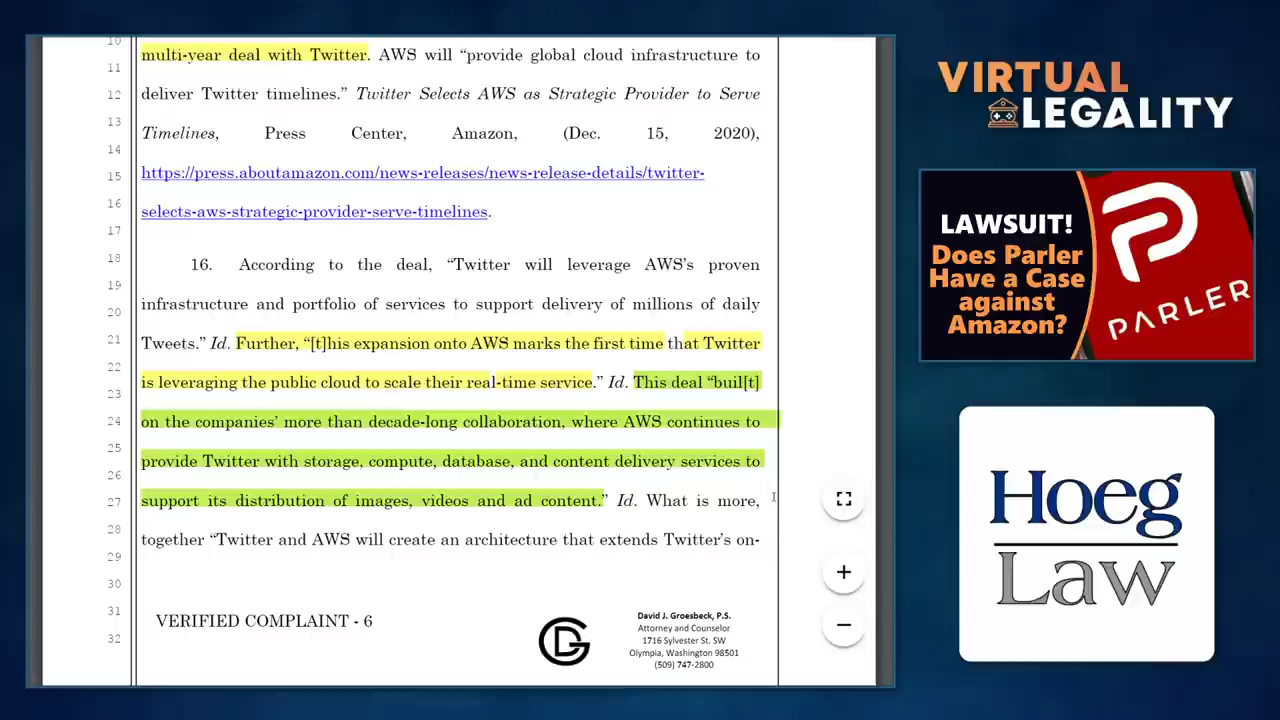 10
multi-year deal with Twitter. AWS will “provide global cloud infrastructure to
11
deliver Twitter timelines.” Twitter Selects AWS as Strategic Provider to Serve
12
13
Timelines, Press Center, Amazon, (Dec. 15, 2020),
14
https://press.aboutamazon.com/news-releases/news-release-details/twitter-
15
selects-aws-strategic-provider-serve-timelines.
16
17
16. According to the deal, “Twitter will leverage AWS’s proven
18
19
infrastructure and portfolio of services to support delivery of millions of daily
20
Tweets.” Id. Further, “[t]his expansion onto AWS marks the first time that Twitter
21
is leveraging the public cloud to scale their real-time service.” Id. This deal “buil[t]
22
23
on the companies’ more than decade-long collaboration, where AWS continues to
24
provide Twitter with storage, compute, database, and content delivery services to
25
26
support its distribution of images, videos and ad content.” Id. What is more,
27
together “Twitter and AWS will create an architecture that extends Twitter’s on-
28
29
30
31
32
VERIFIED COMPLAINT - 6
David J. Groesbeck, P.S.
Attorney and Counselor
1716 Sylvester St. SW
Olympia, Washington 98501
(509) 747-2800
VIRTUAL
LEGALITY
LAWSUIT!
Does Parler
Have a Case
against
Amazon?
PARLER
Hoeg
Law